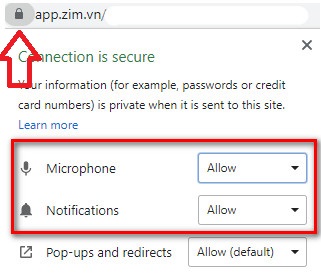 app.zim.vn/
Connection is secure
Your information (for example, passwords or credit
card numbers) is private when it is sent to this site.
Learn more
Microphone Allow
Notifications Allow
Pop-ups and redirects Allow (default)